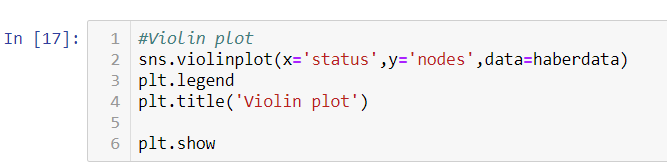 In [17]:
1 #Violin plot
2 sns.violinplot(x='status',y='nodes',data=haberdata)
3 plt.legend
4 plt.title('Violin plot')
5
6 plt.show